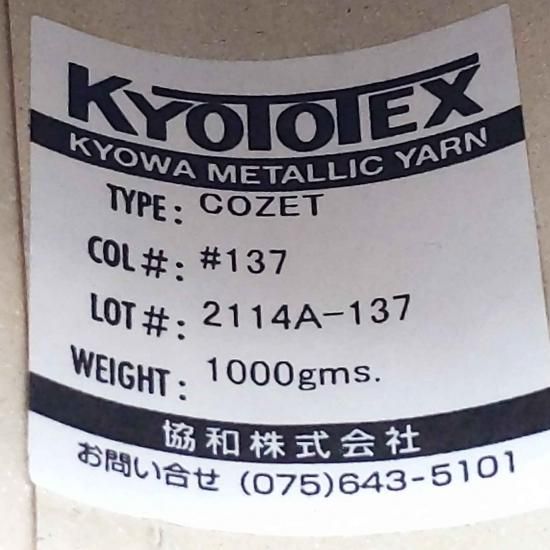 KYOTOTEX
KYOWA METALLIC YARN
TYPE: COZET
COL#: #137
LOT#: 2114A-137
WEIGHT: 1000gms.
協和株式会社
お問い合せ (075)643-5101